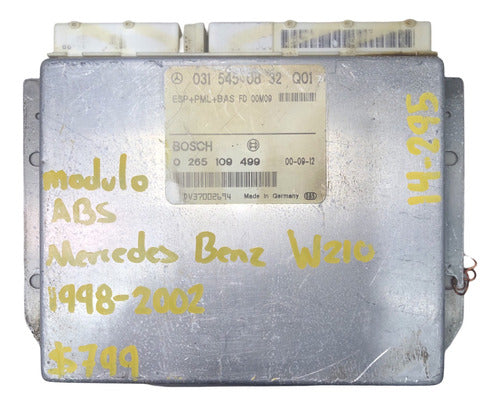 031 545 08 32 Q01
ESP+PML+BAS FD 00M09
BOSCH
0 265 109 499 00-09-12
PV37002694 Made in Germany
modulo
ABS
Mercedes Benz W210
1998-2002
$799
14-295